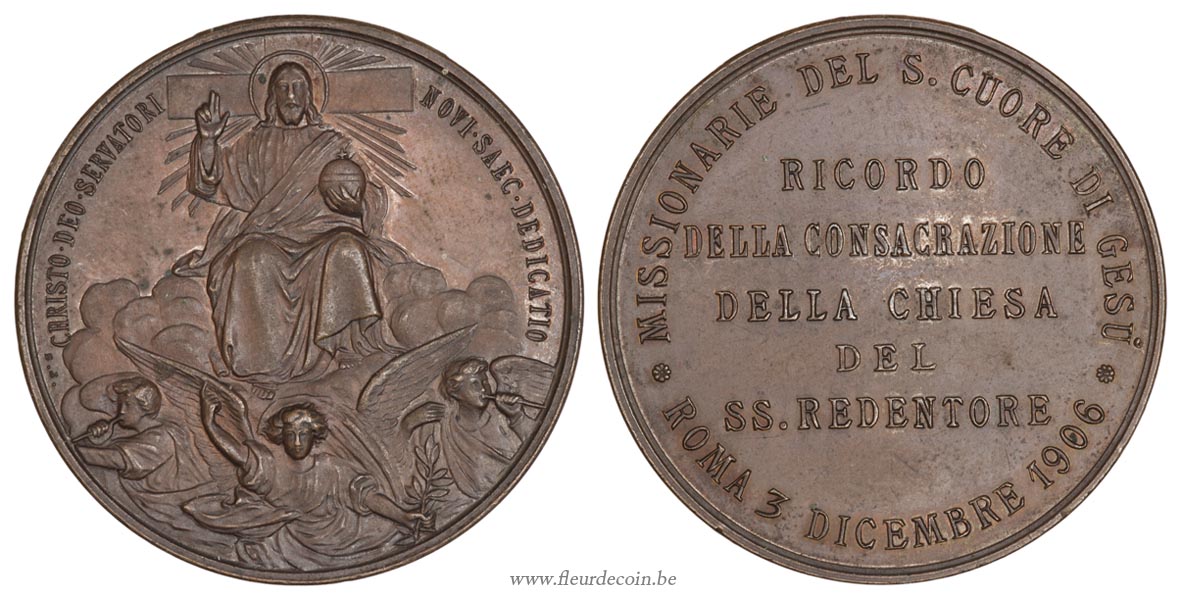 CHRISTO·DEO·SERVATORI
NOVI·SAEC·DEDICATIO
MISSIONARIE DEL S. CUORE DI GESÙ
RICORDO
DELLA CONSACRAZIONE
DELLA CHIESA
DEL
SS. REDENTORE
ROMA 3 DICEMBRE 1906
www.fleurdecoin.be